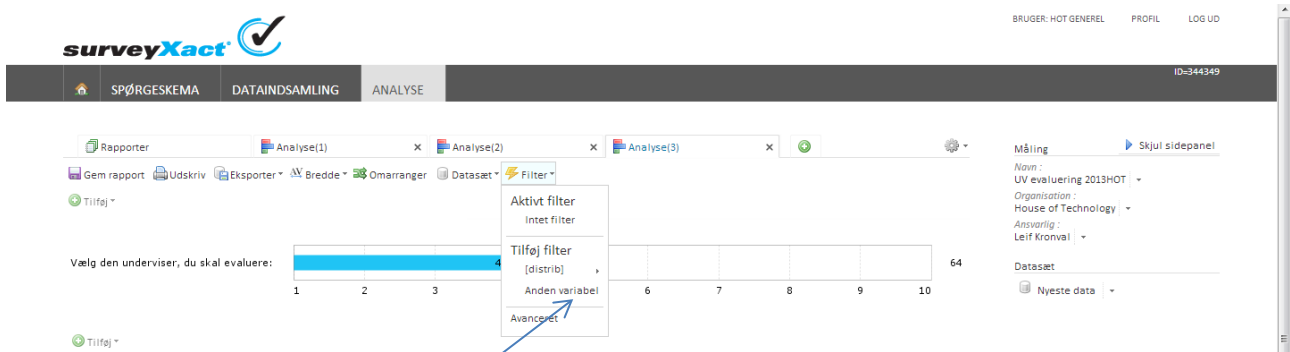 BRUGER: HOT GENEREL PROFIL LOG UD
surveyXact
ID=344349
SPØRGESKEMA DATAINDSAMLING ANALYSE
Rapporter Analyse(1) Analyse(2) Analyse(3)
Gem rapport Udskriv Eksporter Bredde Omarranger Datasæt Filter
Tilføj
Aktivt filter
Intet filter
Tilføj filter
[distrib]
Anden variabel
Avanceret
Vælg den underviser, du skal evaluere: 4 64
1 2 3 6 7 8 9 10
Tilføj
Måling Skjul sidepanel
Navn :
UV evaluering 2013HOT
Organisation :
House of Technology
Ansvarlig :
Leif Kronval
Datasæt
Nyeste data